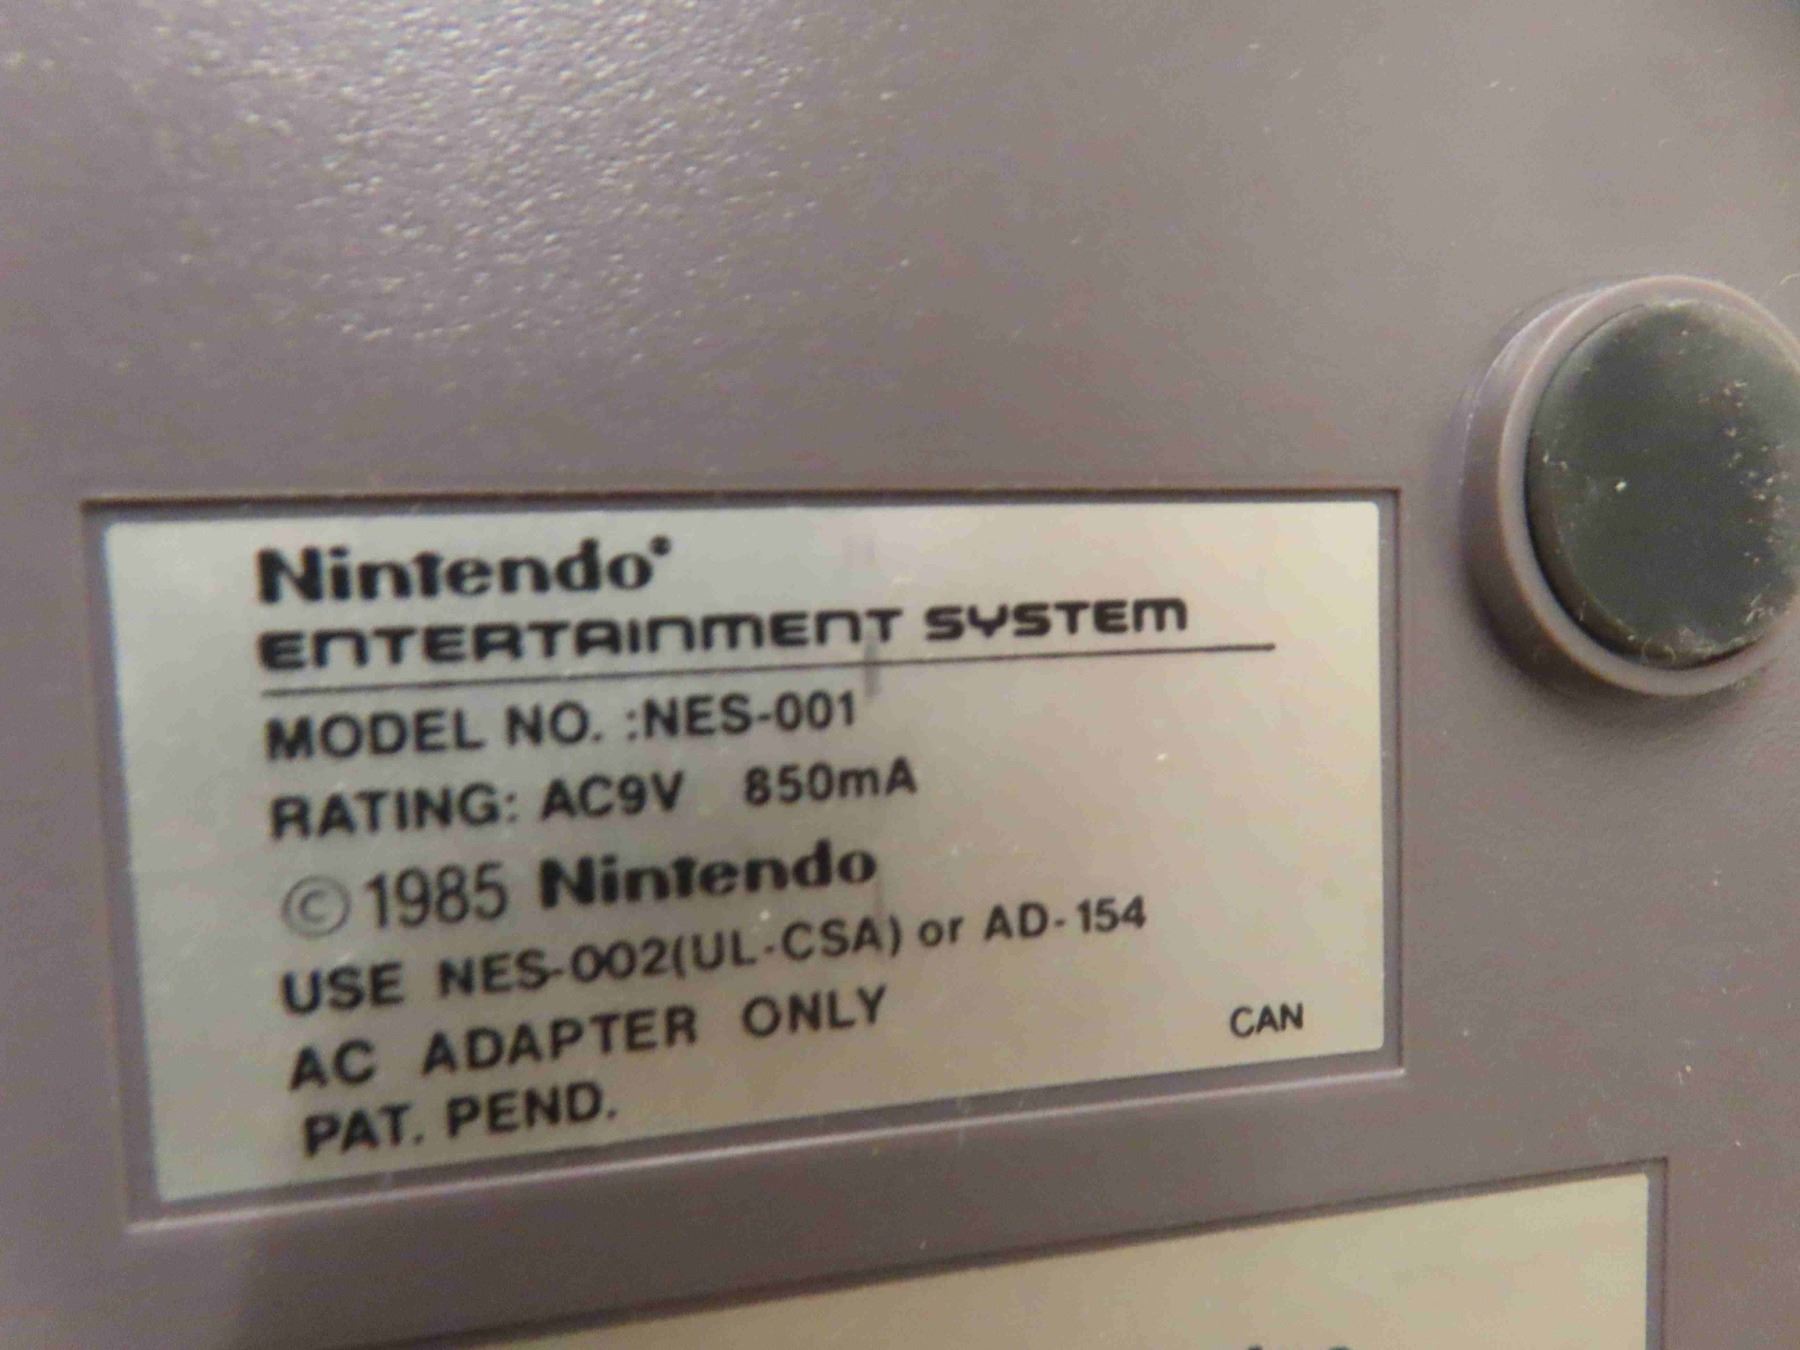 Nintendo®
ENTERTAINMENT SYSTEM
MODEL NO. :NES-001
RATING: AC9V 850mA
©1985 Nintendo
USE NES-002(UL-CSA) or AD-154
AC ADAPTER ONLY
CAN
PAT. PEND.